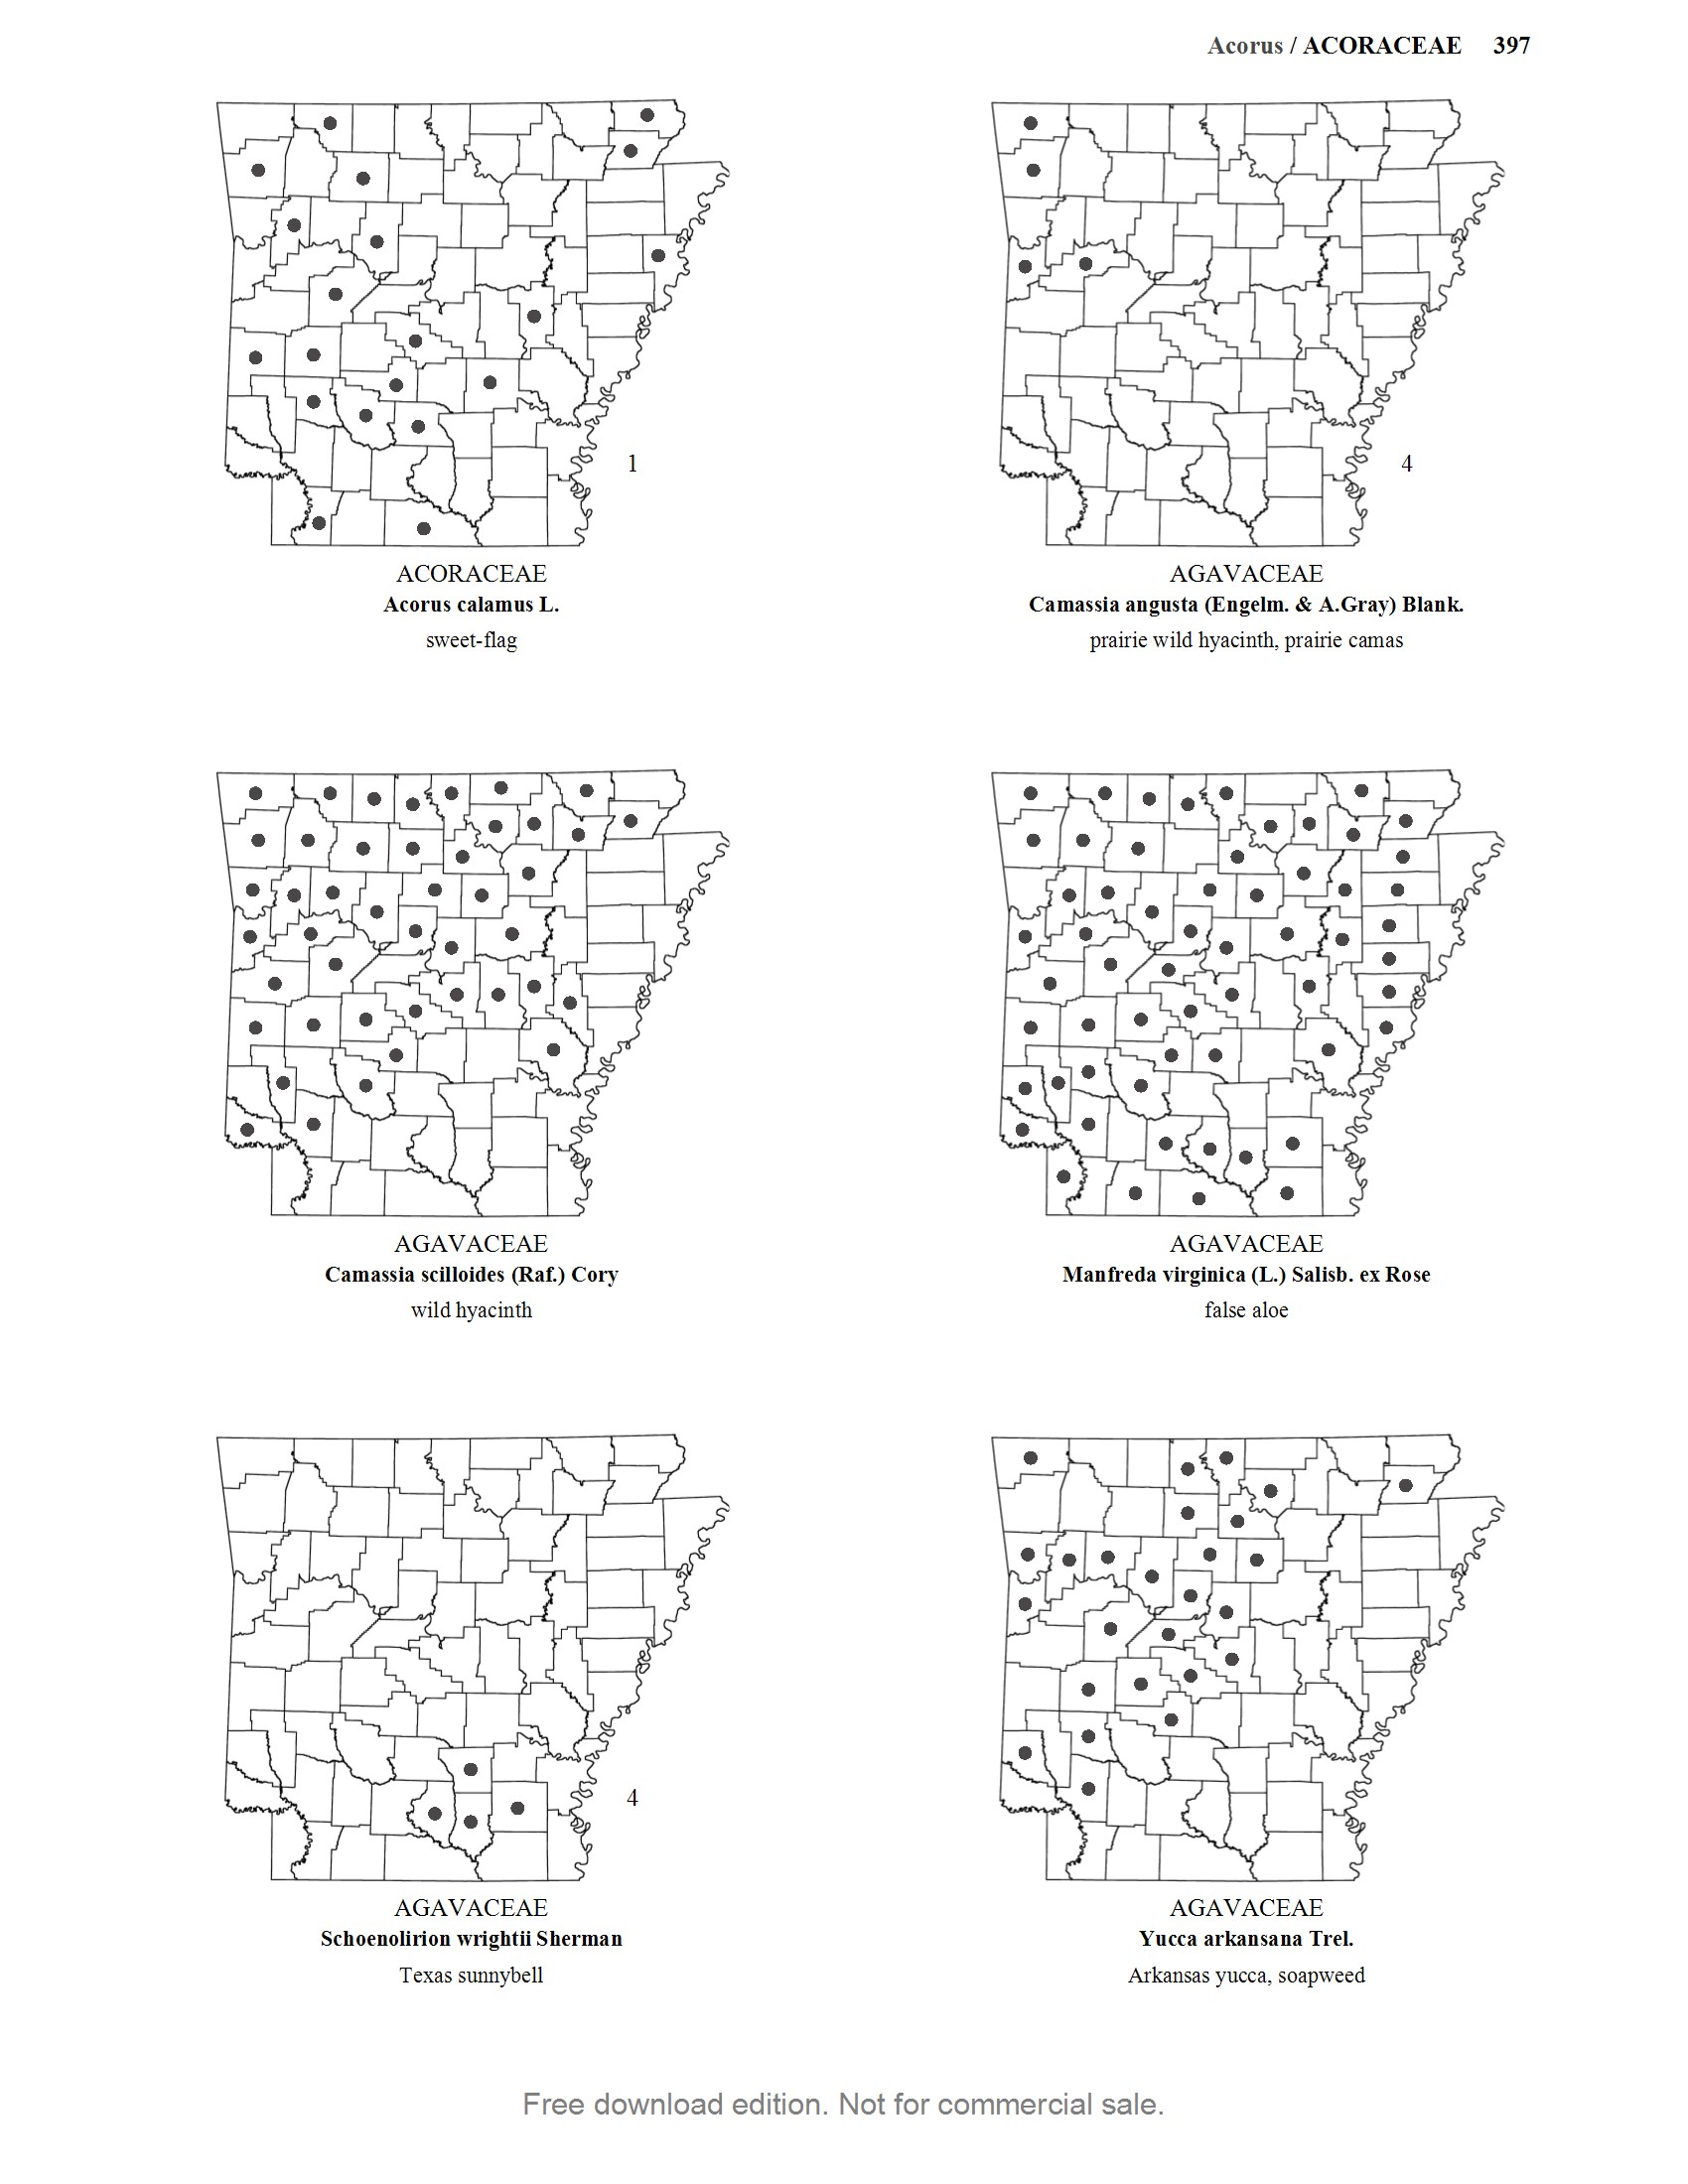 Acorus / ACORACEAE 397
1
ACORACEAE
Acorus calamus L.
sweet-flag
4
AGAVACEAE
Camassia angusta (Engelm. & A.Gray) Blank.
prairie wild hyacinth, prairie camas
AGAVACEAE
Camassia scilloides (Raf.) Cory
wild hyacinth
AGAVACEAE
Manfreda virginica (L.) Salisb. ex Rose
false aloe
4
AGAVACEAE
Schoenolirion wrightii Sherman
Texas sunnybell
AGAVACEAE
Yucca arkansana Trel.
Arkansas yucca, soapweed
Free download edition. Not for commercial sale.